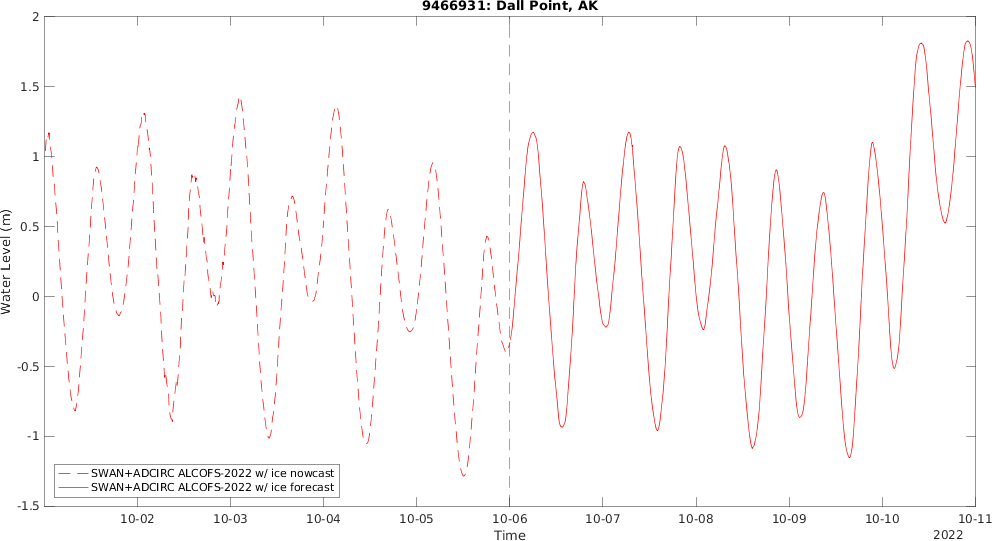 9466931: Dall Point, AK
2
1.5
1
0.5
0
-0.5
-1
-1.5
Water Level (m)
SWAN+ADCIRC ALCOFS-2022 w/ ice nowcast
SWAN+ADCIRC ALCOFS-2022 w/ ice forecast
10-02 10-03 10-04 10-05 10-06 10-07 10-08 10-09 10-10 10-11
Time
2022